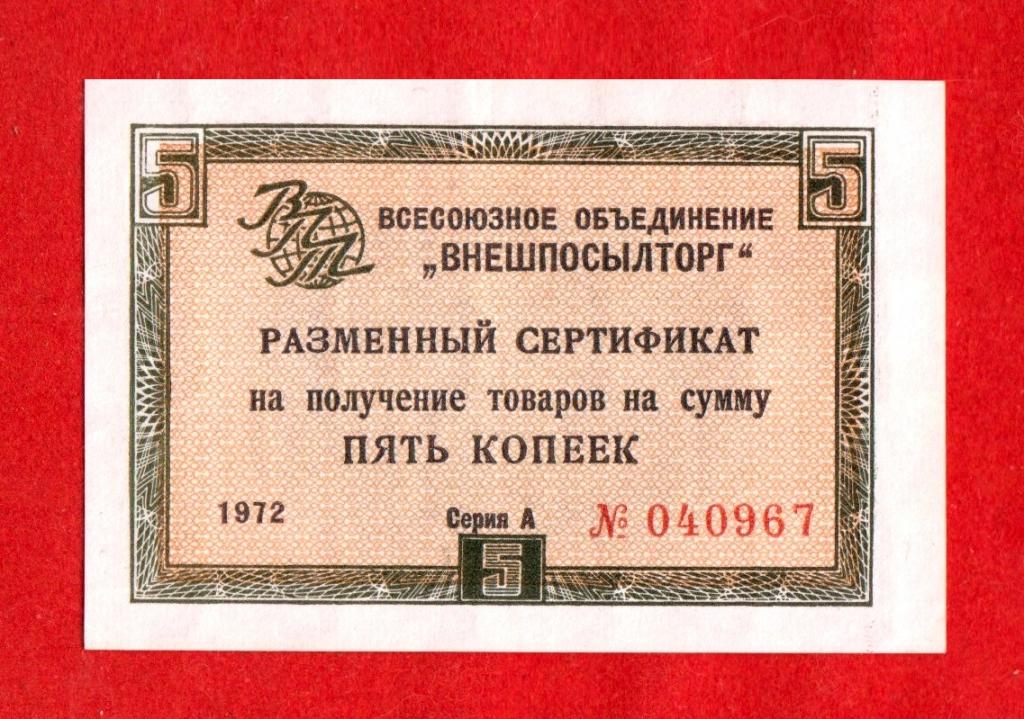 5 5
ВПТ
ВСЕСОЮЗНОЕ ОБЪЕДИНЕНИЕ
„ВНЕШПОСЫЛТОРГ“
РАЗМЕННЫЙ СЕРТИФИКАТ
на получение товаров на сумму
ПЯТЬ КОПЕЕК
1972 Серия А № 040967
5